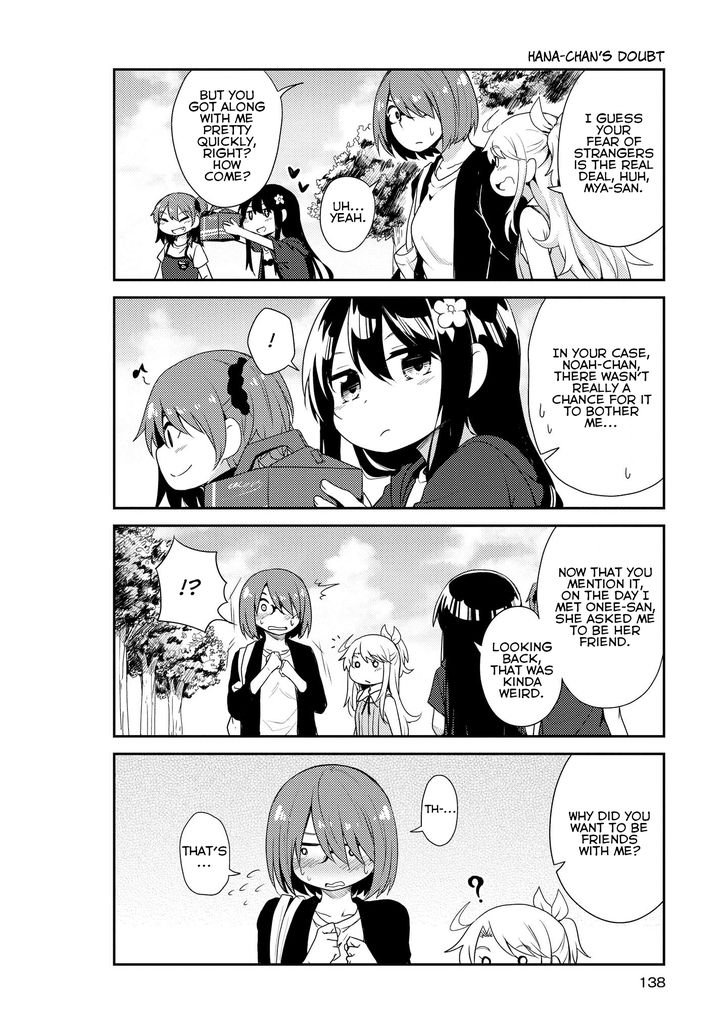 HANA-CHAN'S DOUBT
I GUESS
YOUR
FEAR OF
STRANGERS
IS THE REAL
DEAL, HUH,
MYA-SAN.
UH...
YEAH.
BUT YOU
GOT ALONG
WITH ME
PRETTY
QUICKLY,
RIGHT?
HOW
COME?
IN YOUR CASE,
NOAH-CHAN,
THERE WASN'T
REALLY A
CHANCE FOR IT
TO BOTHER
ME...
!
NOW THAT YOU
MENTION IT,
ON THE DAY I
MET ONEE-SAN,
SHE ASKED ME
TO BE HER
FRIEND.
LOOKING
BACK,
THAT WAS
KINDA
WEIRD.
!?
WHY DID YOU
WANT TO BE
FRIENDS
WITH ME?
?
TH-...
THAT'S
...
138